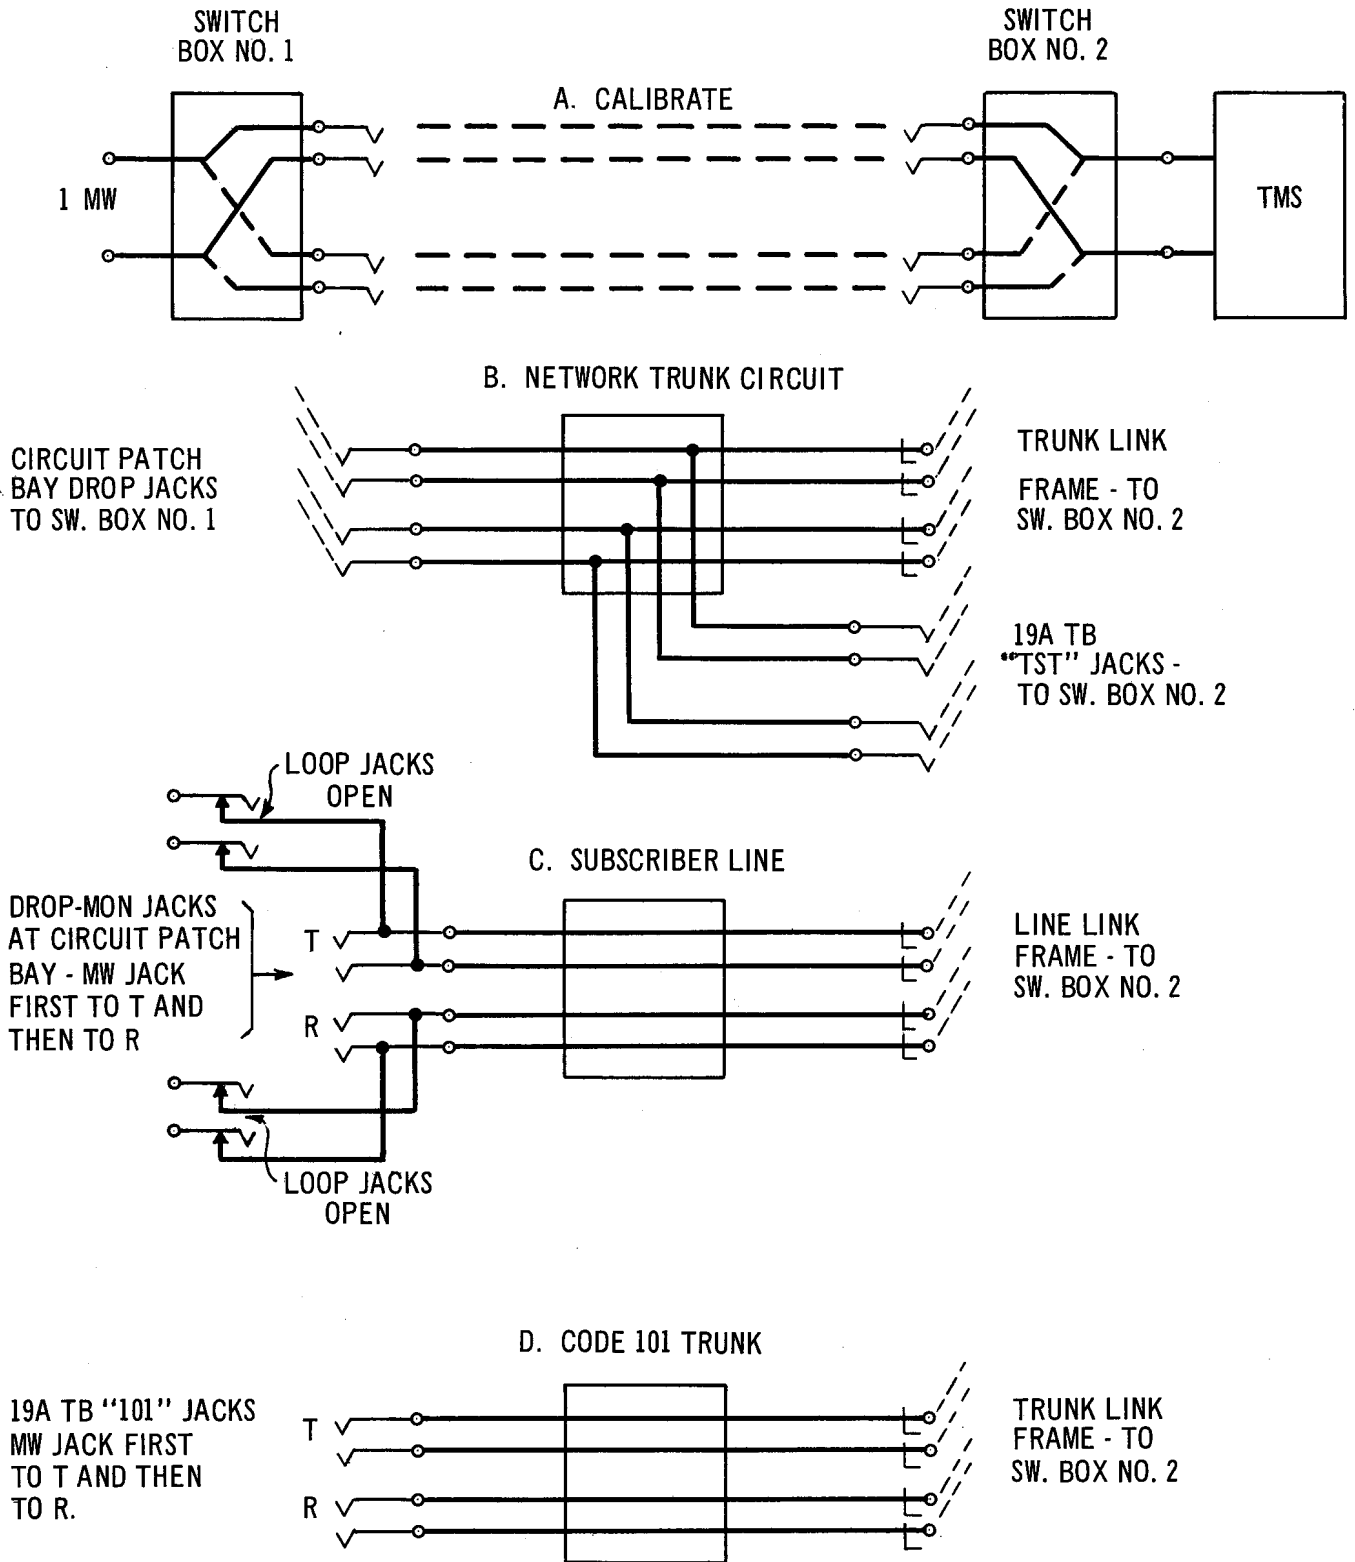 SWITCH
BOX NO. 1
SWITCH
BOX NO. 2
A. CALIBRATE
1 MW
TMS
B. NETWORK TRUNK CIRCUIT
CIRCUIT PATCH
BAY DROP JACKS
TO SW. BOX NO. 1
TRUNK LINK
FRAME - TO
SW. BOX NO. 2
19A TB
"TST" JACKS -
TO SW. BOX NO. 2
LOOP JACKS
OPEN
C. SUBSCRIBER LINE
DROP-MON JACKS
AT CIRCUIT PATCH
BAY - MW JACK
FIRST TO T AND
THEN TO R
T
R
LINE LINK
FRAME - TO
SW. BOX NO. 2
LOOP JACKS
OPEN
D. CODE 101 TRUNK
19A TB "101" JACKS
MW JACK FIRST
TO T AND THEN
TO R.
T
R
TRUNK LINK
FRAME - TO
SW. BOX NO. 2